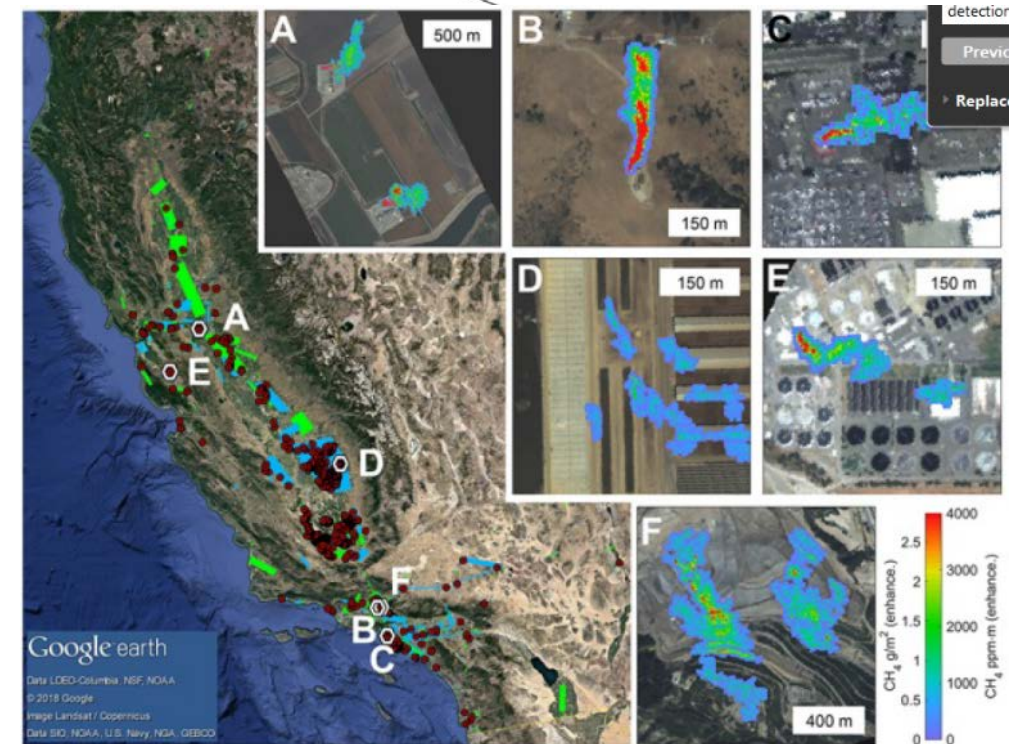 detection
Previc
Replace
A
500 m
B
150 m
C
D
150 m
E
150 m
A
E
D
F
B
C
F
400 m
CH₄ g/m² (enhance.)
2.5
2
1.5
1
0.5
0
4000
3000
2000
1000
0
CH₄ ppm-m (enhance.)
Google earth
Data LDEO-Columbia, NSF, NOAA
© 2018 Google
Image Landsat / Copernicus
Data SIO, NOAA, U.S. Navy, NGA, GEBCO